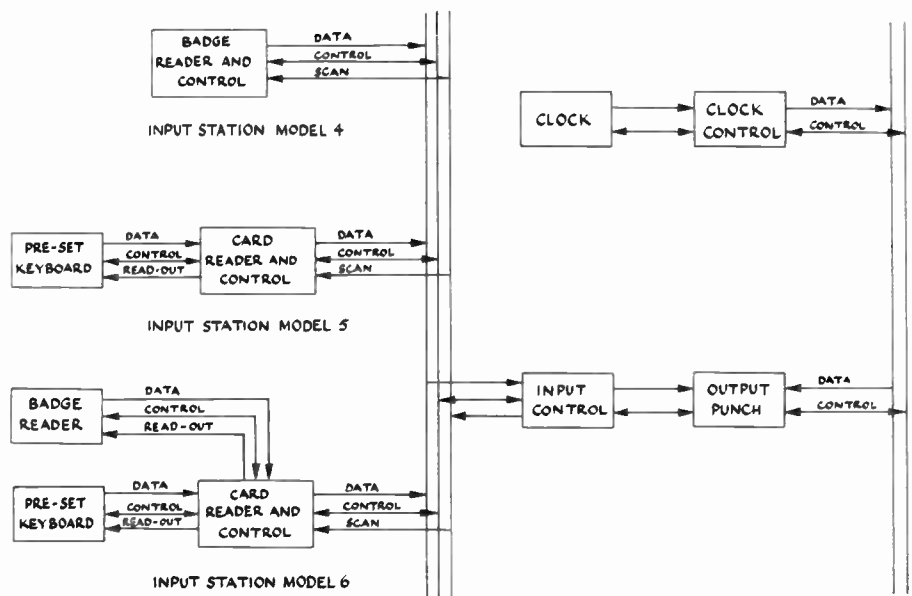 BADGE
READER AND
CONTROL
DATA
CONTROL
SCAN
INPUT STATION MODEL 4
CLOCK
CLOCK
CONTROL
DATA
CONTROL
PRE-SET
KEYBOARD
DATA
CONTROL
READ-OUT
CARD
READER AND
CONTROL
DATA
CONTROL
SCAN
INPUT STATION MODEL 5
BADGE
READER
DATA
CONTROL
READ-OUT
INPUT
CONTROL
OUTPUT
PUNCH
DATA
CONTROL
PRE-SET
KEYBOARD
DATA
CONTROL
READ-OUT
CARD
READER AND
CONTROL
DATA
CONTROL
SCAN
INPUT STATION MODEL 6